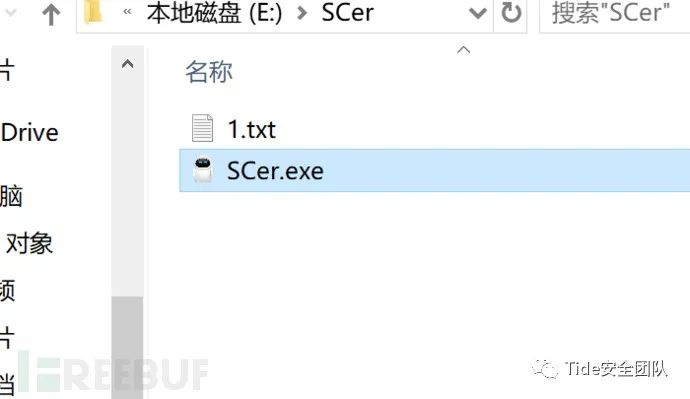 « 本地磁盘 (E:) > SCer
搜索"SCer"
片
名称
Drive
1.txt
脑
SCer.exe
对象
频
片
档
FREEBUF
Tide安全团队